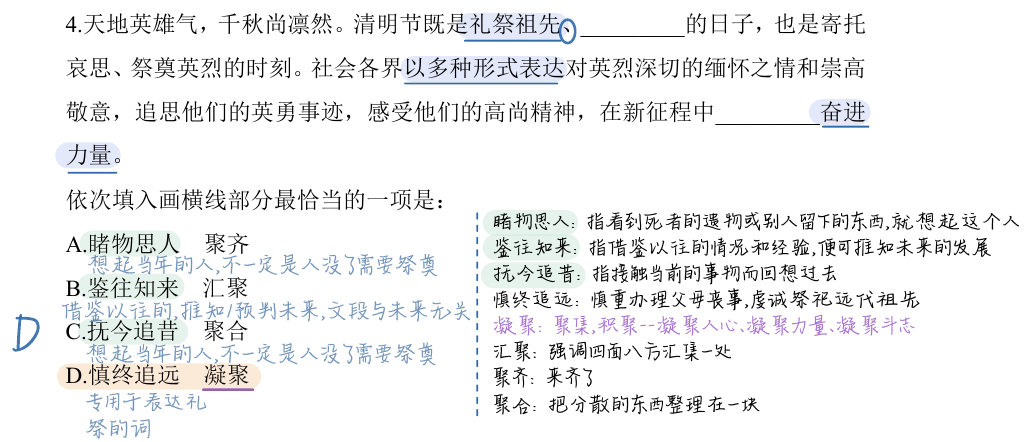 4.天地英雄气，千秋尚凛然。清明节既是礼祭祖先、_________的日子，也是寄托
哀思、祭奠英烈的时刻。社会各界以多种形式表达对英烈深切的缅怀之情和崇高
敬意，追思他们的英勇事迹，感受他们的高尚精神，在新征程中_________奋进
力量。
依次填入画横线部分最恰当的一项是：
A.睹物思人 聚齐
想起当年的人,不一定是人没了需要祭奠
B.鉴往知来 汇聚
借鉴以往的,推知/预判未来,文段与未来无关
D
C.抚今追昔 聚合
想起当年的人,不一定是人没了需要祭奠
D.慎终追远 凝聚
专用于表达礼
祭的词
睹物思人：指看到死者的遗物或别人留下的东西,就想起这个人
鉴往知来：指借鉴以往的情况和经验,便可推知未来的发展
抚今追昔：指接触当前的事物而回想过去
慎终追远：慎重办理父母丧事,虔诚祭祀远代祖先
凝聚：聚集,积聚--凝聚人心、凝聚力量、凝聚斗志
汇聚：强调四面八方汇集一处
聚齐：来齐了
聚合：把分散的东西整理在一块